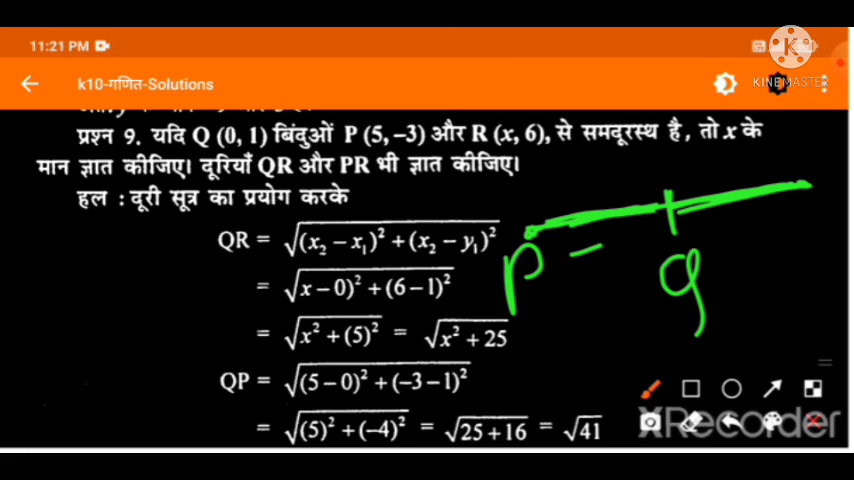 11:21 PM
KINEMASTER
k10-गणित-Solutions
प्रश्न 9. यदि Q (0, 1) बिंदुओं P (5, –3) और R (x, 6), से समदूरस्थ है, तो x के
मान ज्ञात कीजिए। दूरियाँ QR और PR भी ज्ञात कीजिए।
हल : दूरी सूत्र का प्रयोग करके
QR = √(x₂ – x₁)² + (x₂ – y₁)²
= √x – 0)² + (6 – 1)²
= √x² + (5)² = √x² + 25
QP = √(5 – 0)² + (–3 – 1)²
= √(5)² + (–4)² = √25 + 16 = √41
P –
Q
XRecorder